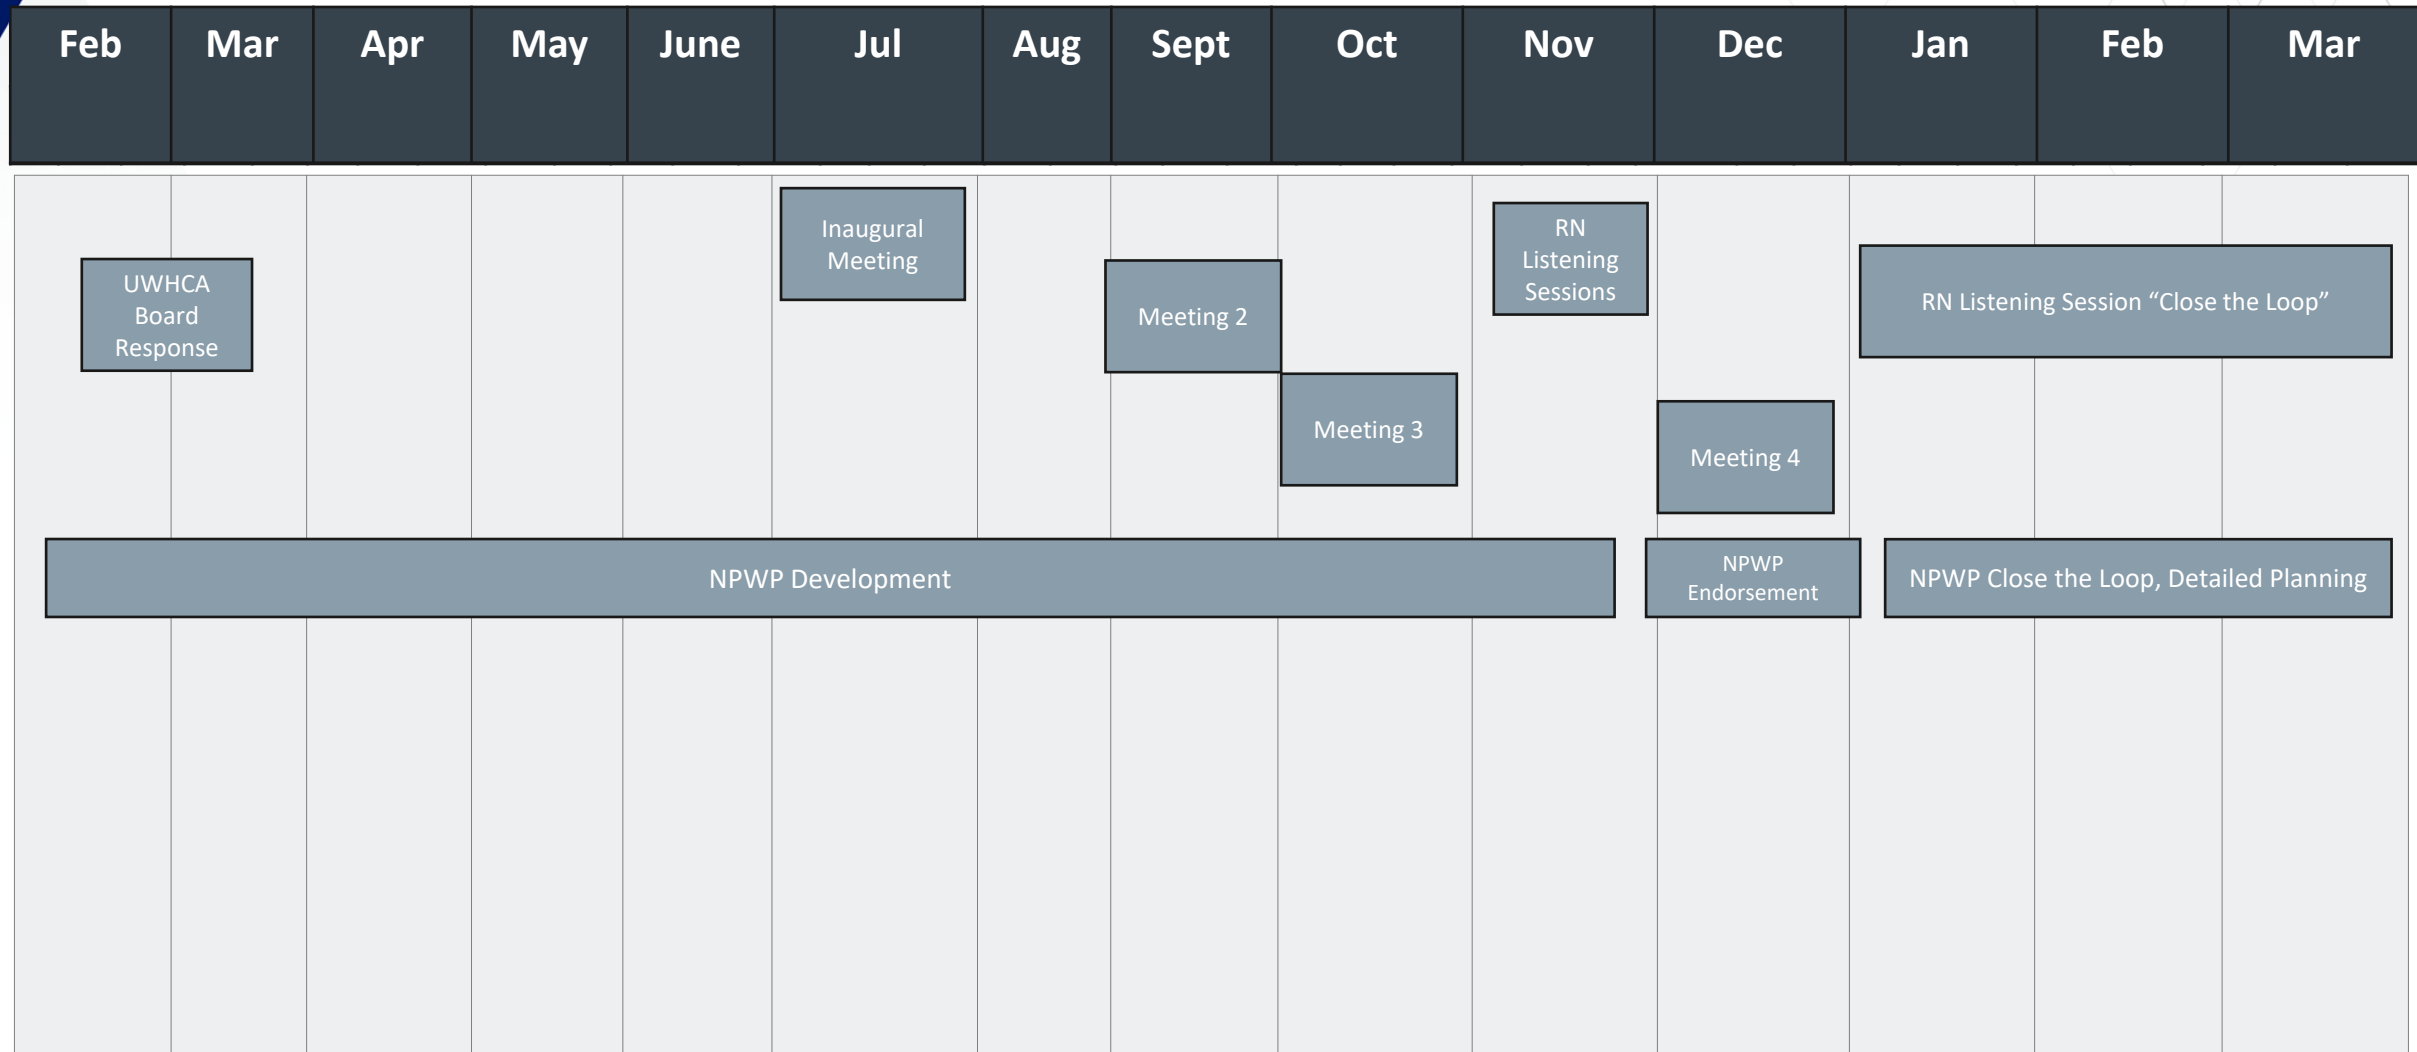 Feb Mar Apr May June Jul Aug Sept Oct Nov Dec Jan Feb Mar
UWHCA
Board
Response
Inaugural
Meeting
Meeting 2
Meeting 3
RN
Listening
Sessions
Meeting 4
RN Listening Session “Close the Loop”
NPWP Development
NPWP
Endorsement
NPWP Close the Loop, Detailed Planning